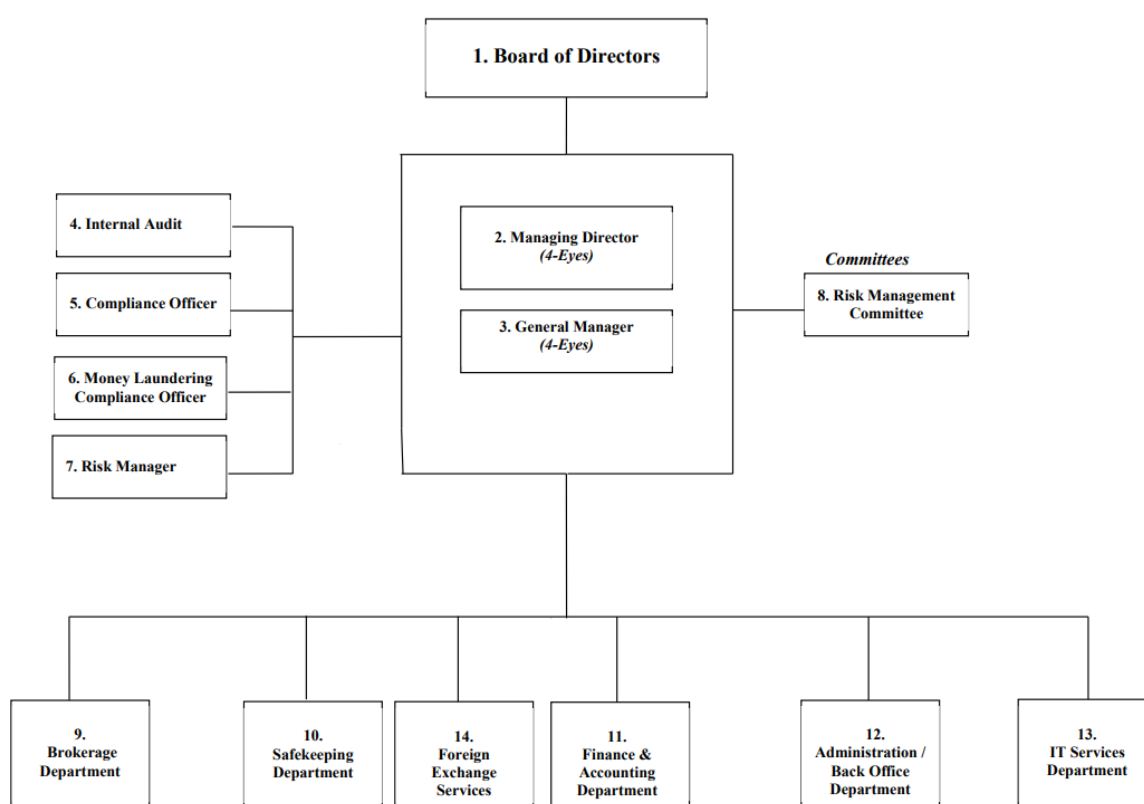 1. Board of Directors
4. Internal Audit
2. Managing Director
(4-Eyes)
Committees
5. Compliance Officer
8. Risk Management
Committee
3. General Manager
(4-Eyes)
6. Money Laundering
Compliance Officer
7. Risk Manager
9.
Brokerage
Department
10.
Safekeeping
Department
14.
Foreign
Exchange
Services
11.
Finance &
Accounting
Department
12.
Administration /
Back Office
Department
13.
IT Services
Department